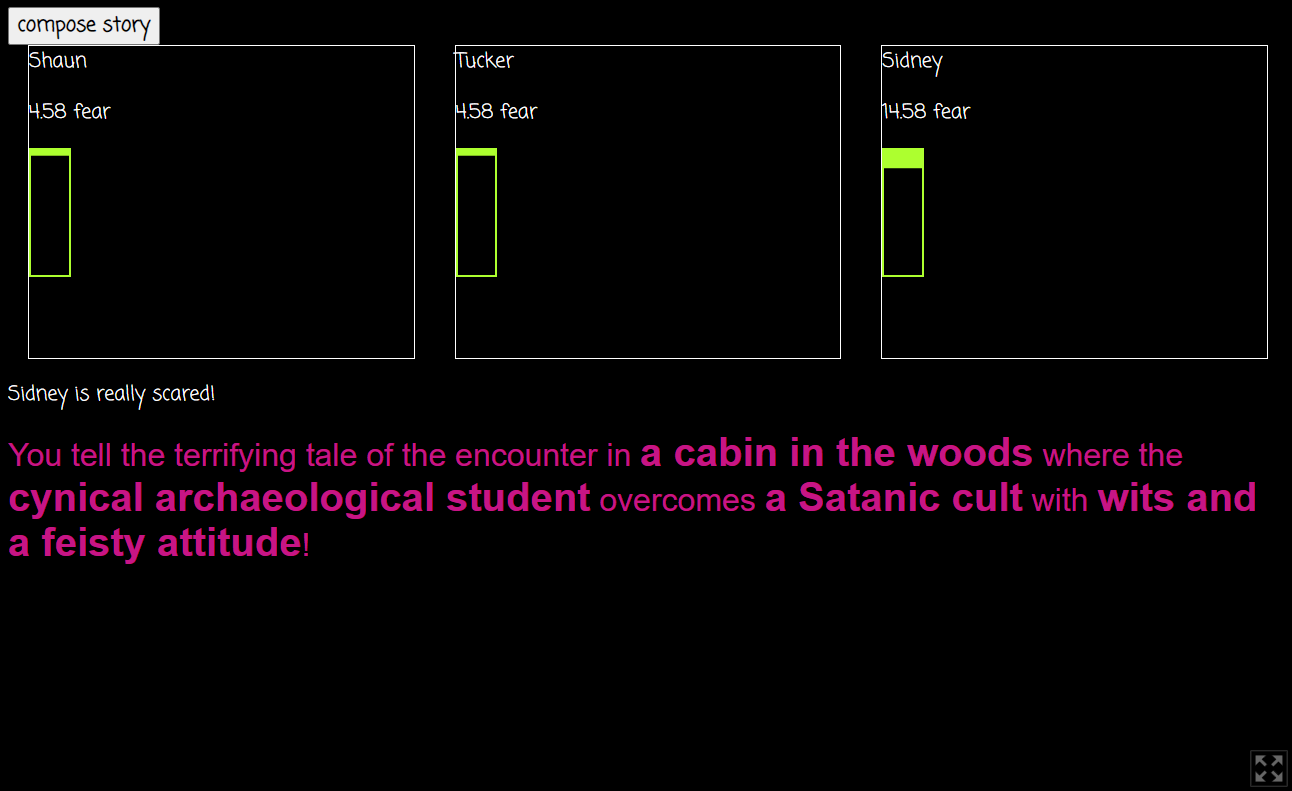 compose story
Shaun
Tucker
Sidney
4.58 fear
4.58 fear
14.58 fear
Sidney is really scared!
You tell the terrifying tale of the encounter in a cabin in the woods where the
cynical archaeological student overcomes a Satanic cult with wits and
a feisty attitude!